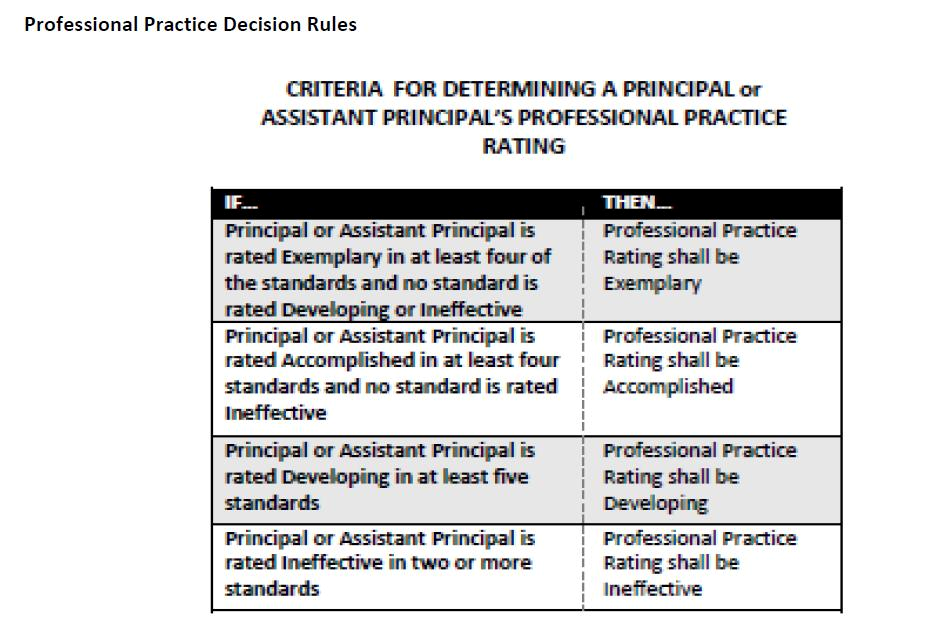 Professional Practice Decision Rules
CRITERIA FOR DETERMINING A PRINCIPAL or
ASSISTANT PRINCIPAL'S PROFESSIONAL PRACTICE
RATING
IF...
THEN...
Principal or Assistant Principal is
rated Exemplary in at least four of
the standards and no standard is
rated Developing or Ineffective
Professional Practice
Rating shall be
Exemplary
Principal or Assistant Principal is
rated Accomplished in at least four
standards and no standard is rated
Ineffective
Professional Practice
Rating shall be
Accomplished
Principal or Assistant Principal is
rated Developing in at least five
standards
Professional Practice
Rating shall be
Developing
Principal or Assistant Principal is
rated Ineffective in two or more
standards
Professional Practice
Rating shall be
Ineffective